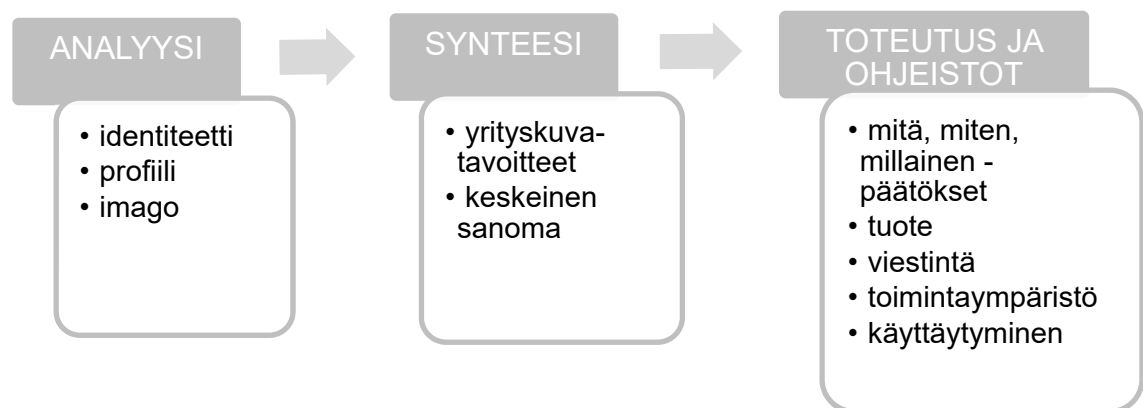 ANALYYSI
• identiteetti
• profiili
• imago
SYNTEESI
• yrityskuva-
tavoitteet
• keskeinen
sanoma
TOTEUTUS JA
OHJEISTOT
• mitä, miten,
millainen -
päätökset
• tuote
• viestintä
• toimintaympäristö
• käyttäytyminen